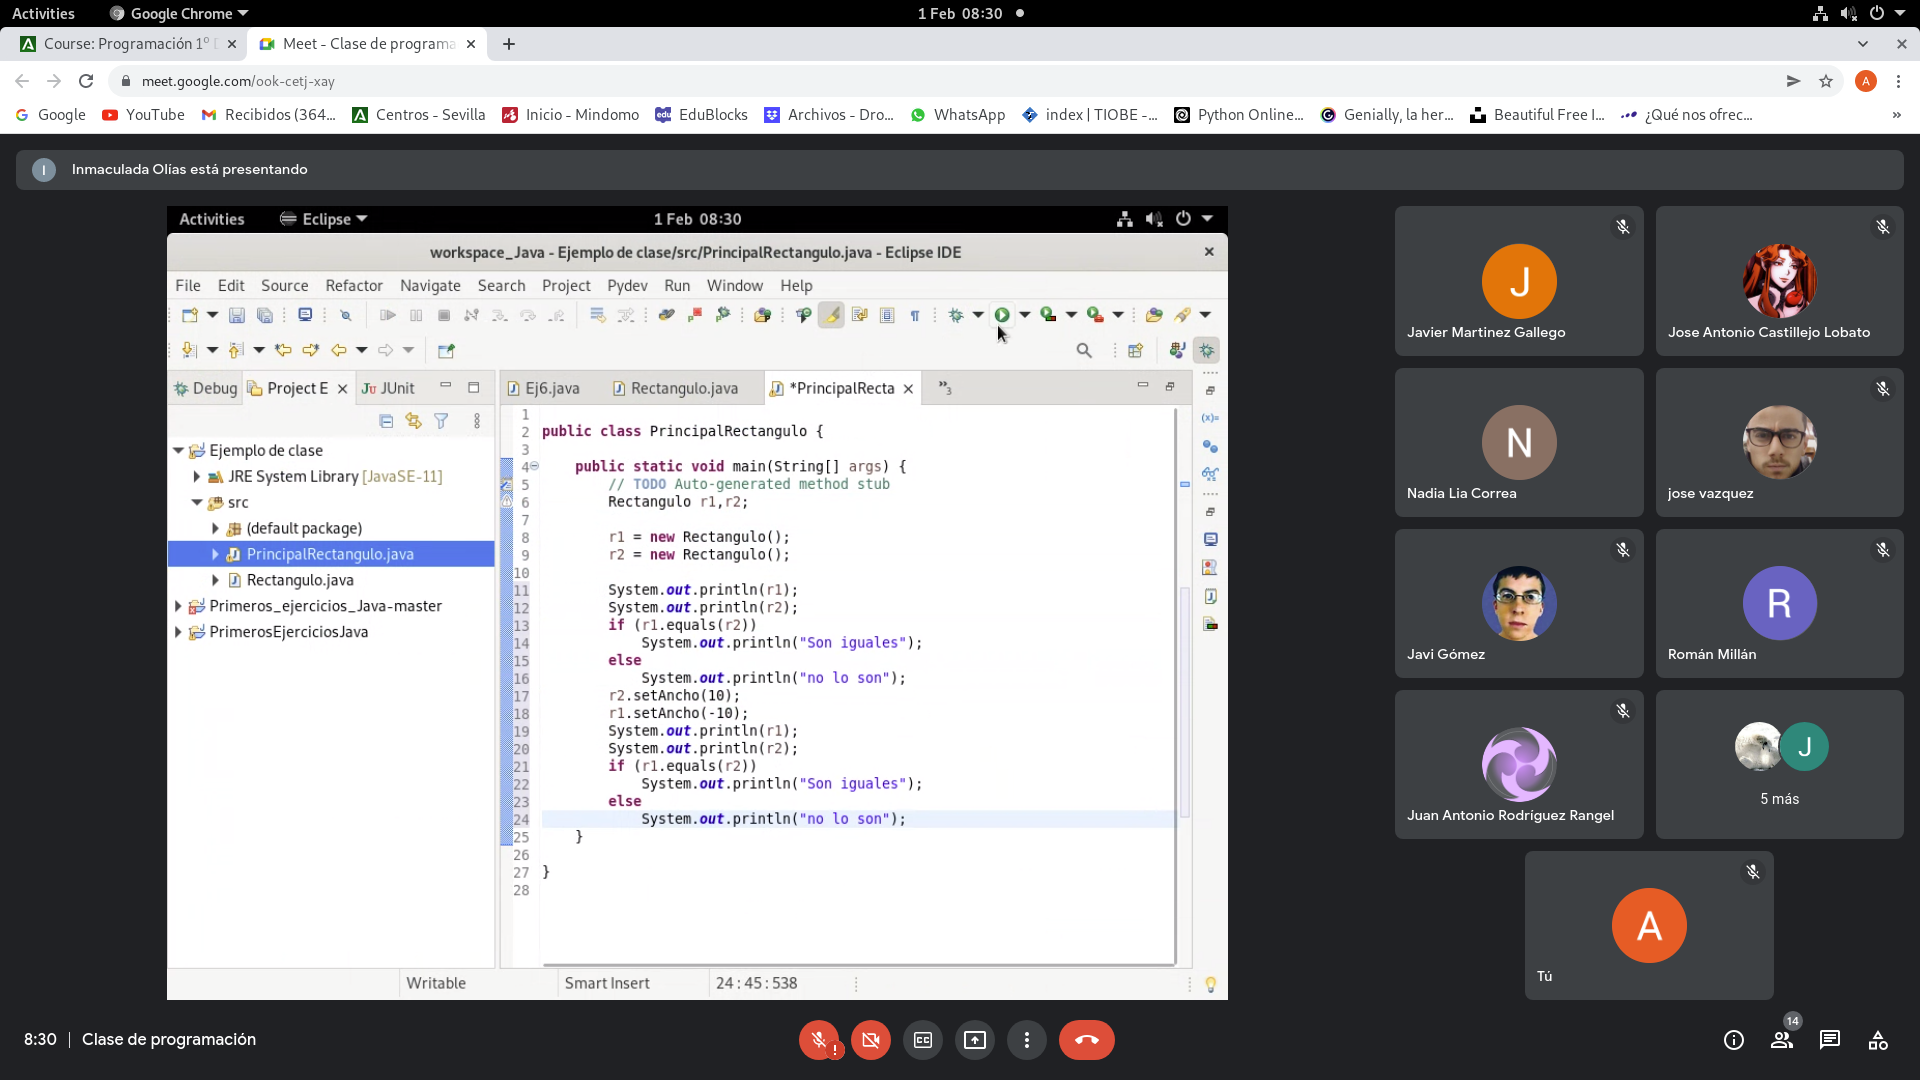 Activities Google Chrome 1 Feb 08:30
Course: Programación 1º D Meet - Clase de programa
meet.google.com/ook-cetj-xay A
Google YouTube Recibidos (364... Centros - Sevilla Inicio - Mindomo EduBlocks Archivos - Dro... WhatsApp index | TIOBE -... Python Online... Genially, la her... Beautiful Free I... ¿Qué nos ofrec... »
I Inmaculada Olías está presentando
Activities Eclipse 1 Feb 08:30
workspace_Java - Ejemplo de clase/src/PrincipalRectangulo.java - Eclipse IDE
File Edit Source Refactor Navigate Search Project Pydev Run Window Help
Debug Project E JUnit Ej6.java Rectangulo.java *PrincipalRecta »3
Ejemplo de clase
JRE System Library [JavaSE-11]
src
(default package)
PrincipalRectangulo.java
Rectangulo.java
Primeros_ejercicios_Java-master
PrimerosEjerciciosJava
1
2 public class PrincipalRectangulo {
3
4 public static void main(String[] args) {
5 // TODO Auto-generated method stub
6 Rectangulo r1,r2;
7
8 r1 = new Rectangulo();
9 r2 = new Rectangulo();
10
11 System.out.println(r1);
12 System.out.println(r2);
13 if (r1.equals(r2))
14 System.out.println("Son iguales");
15 else
16 System.out.println("no lo son");
17 r2.setAncho(10);
18 r1.setAncho(-10);
19 System.out.println(r1);
20 System.out.println(r2);
21 if (r1.equals(r2))
22 System.out.println("Son iguales");
23 else
24 System.out.println("no lo son");
25 }
26
27 }
28
Writable Smart Insert 24 : 45 : 538
J
Javier Martinez Gallego
Jose Antonio Castillejo Lobato
N
Nadia Lia Correa
jose vazquez
Javi Gómez
R
Román Millán
Juan Antonio Rodríguez Rangel
J
5 más
A
Tú
8:30 | Clase de programación
14